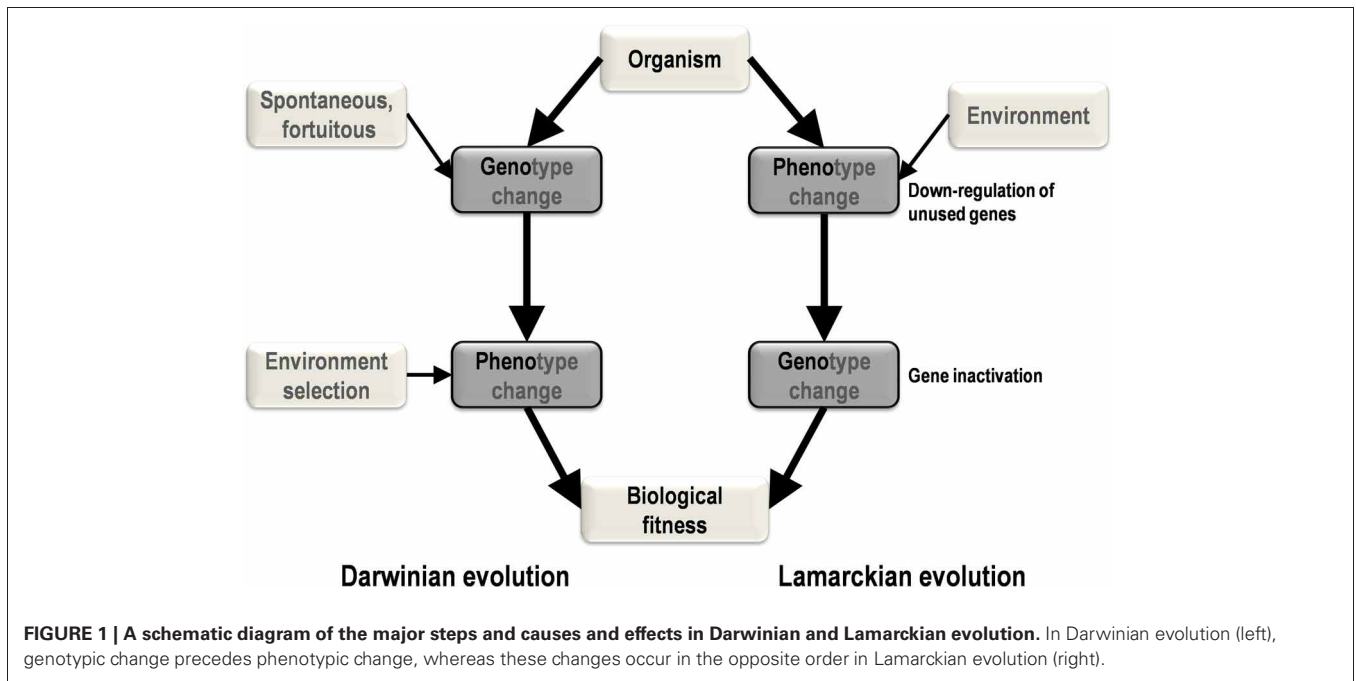 Organism
Spontaneous,
fortuitous
Environment
Genotype
change
Phenotype
change
Down-regulation of
unused genes
Environment
selection
Phenotype
change
Genotype
change
Gene inactivation
Biological
fitness
Darwinian evolution
Lamarckian evolution
FIGURE 1 | A schematic diagram of the major steps and causes and effects in Darwinian and Lamarckian evolution. In Darwinian evolution (left),
genotypic change precedes phenotypic change, whereas these changes occur in the opposite order in Lamarckian evolution (right).